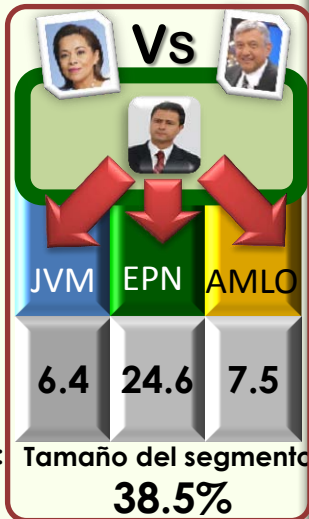 Vs
JVM EPN AMLO
6.4 24.6 7.5
: Tamaño del segmento
38.5%